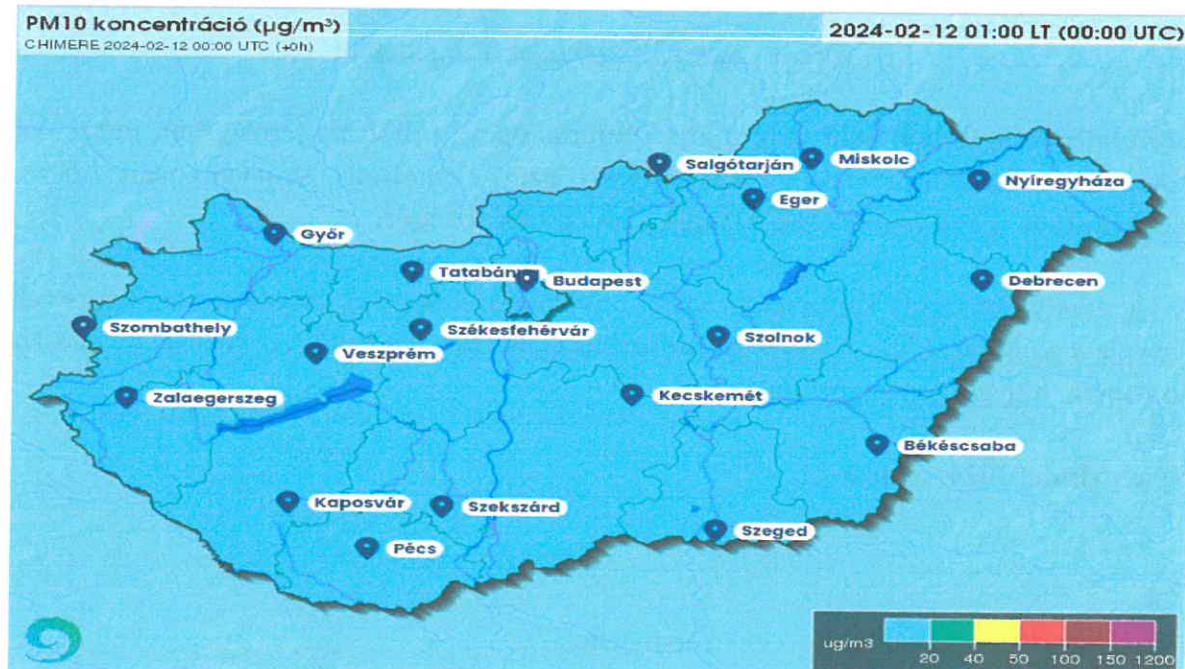 PM10 koncentráció (µg/m³)
CHIMERE 2024-02-12 00:00 UTC (+0h)
2024-02-12 01:00 LT (00:00 UTC)
Salgótarján
Miskolc
Nyíregyháza
Eger
Győr
Tatabánya
Budapest
Debrecen
Szombathely
Székesfehérvár
Szolnok
Veszprém
Zalaegerszeg
Kecskemét
Békéscsaba
Kaposvár
Szekszárd
Szeged
Pécs
ug/m3
20 40 50 100 150 1200